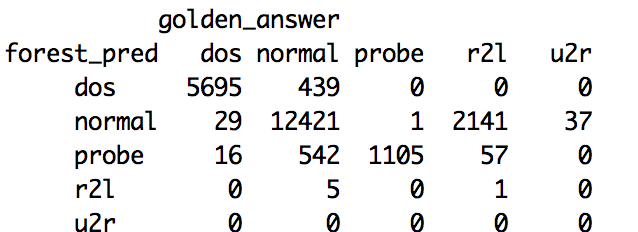 golden_answer
forest_pred dos normal probe r2l u2r
dos 5695 439 0 0 0
normal 29 12421 1 2141 37
probe 16 542 1105 57 0
r2l 0 5 0 1 0
u2r 0 0 0 0 0